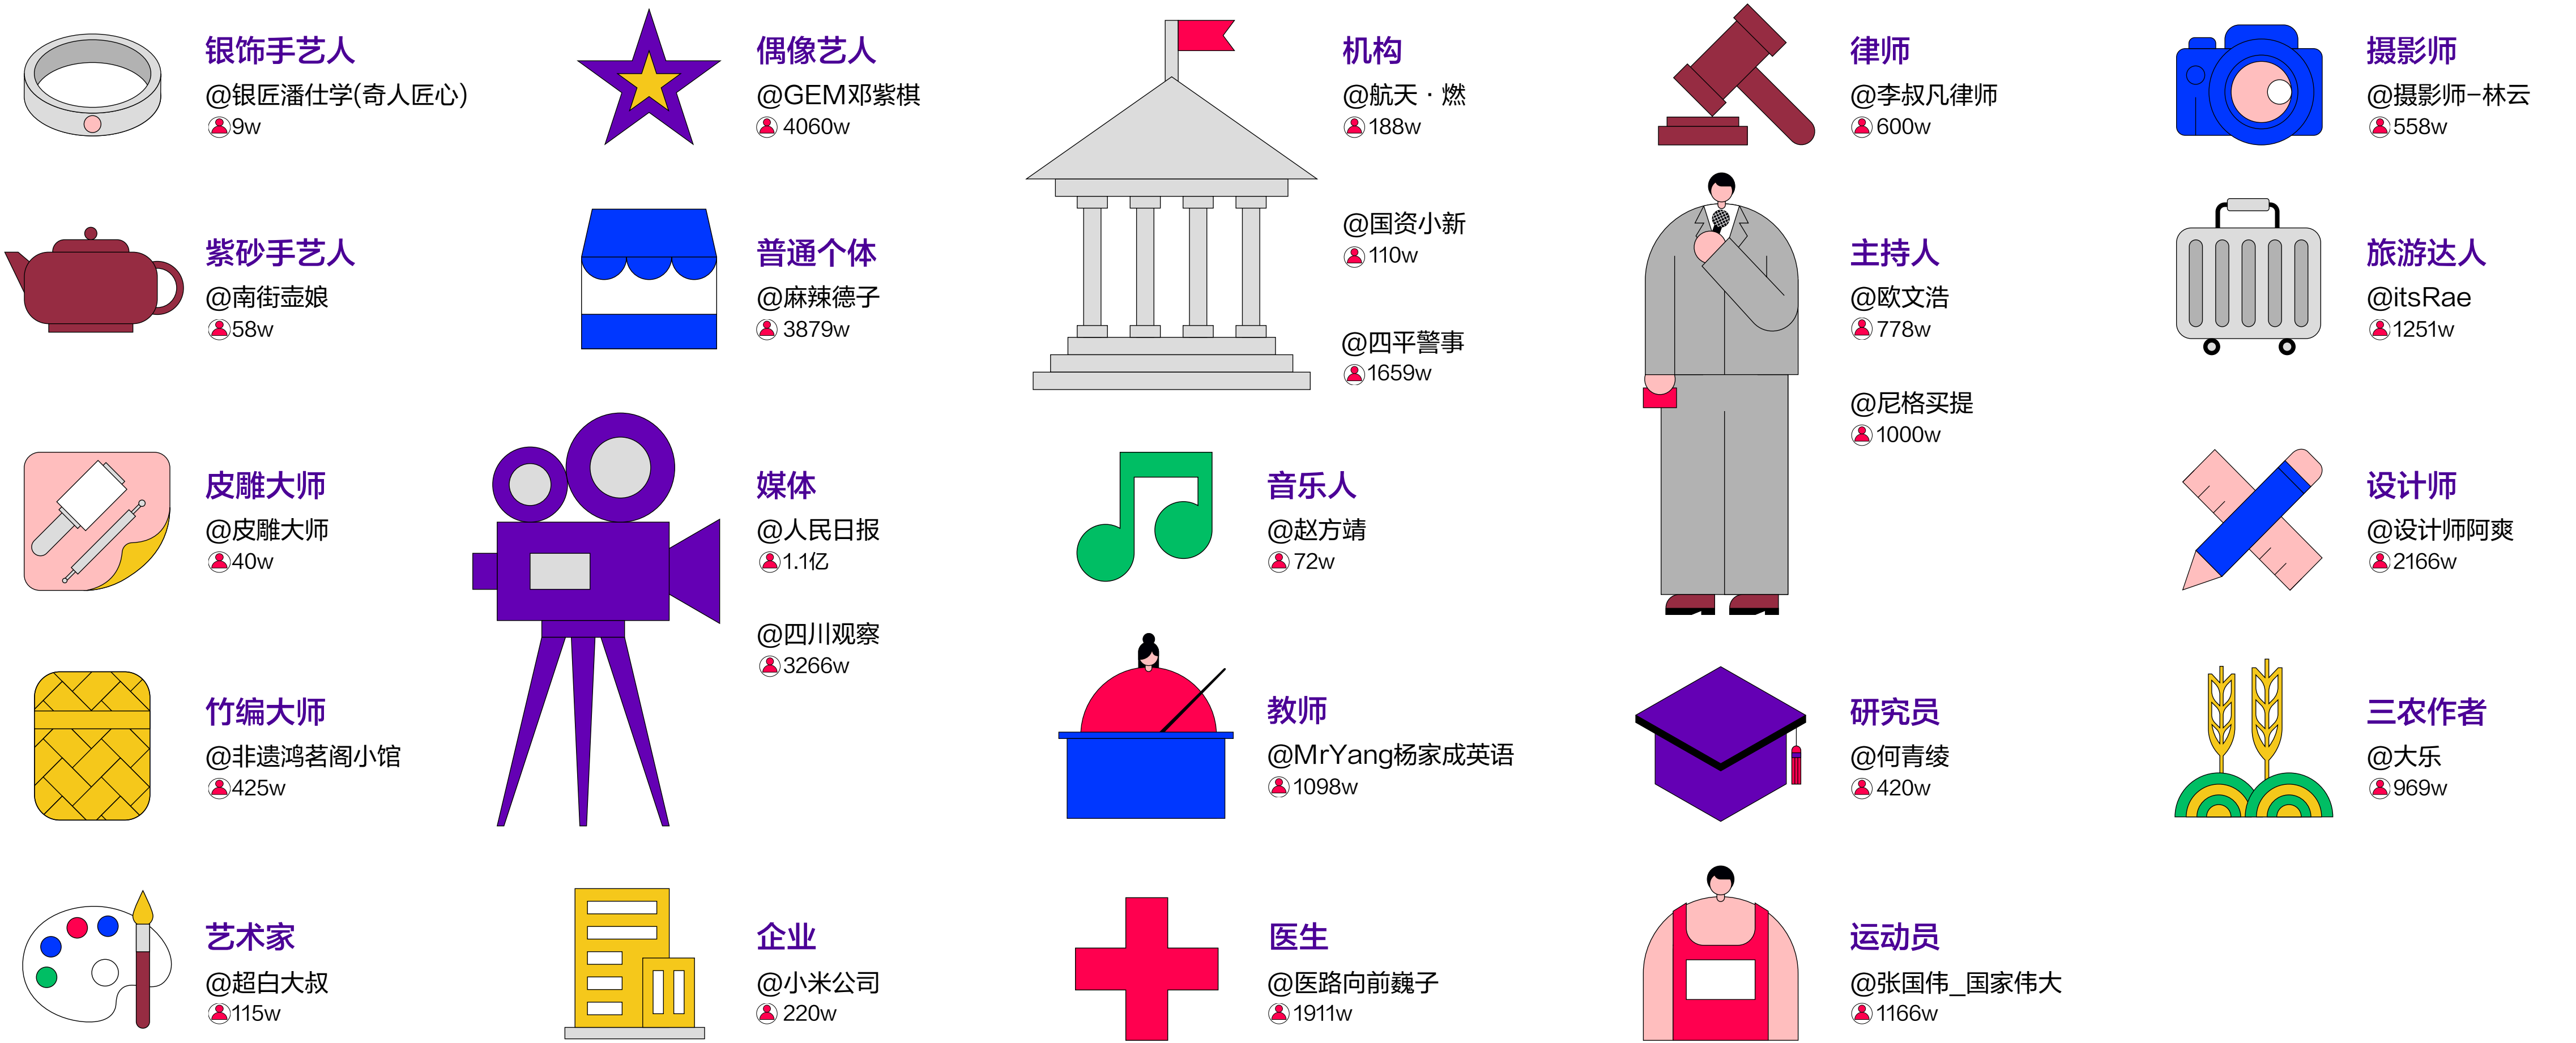 银饰手艺人
@银匠潘仕学(奇人匠心)
9w
偶像艺人
@GEM邓紫棋
4060w
机构
@航天·燃
188w
@国资小新
110w
@四平警事
1659w
律师
@李叔凡律师
600w
摄影师
@摄影师-林云
558w
紫砂手艺人
@南街壶娘
58w
普通个体
@麻辣德子
3879w
主持人
@欧文浩
778w
@尼格买提
1000w
旅游达人
@itsRae
1251w
皮雕大师
@皮雕大师
40w
媒体
@人民日报
1.1亿
@四川观察
3266w
音乐人
@赵方靖
72w
设计师
@设计师阿爽
2166w
竹编大师
@非遗鸿茗阁小馆
425w
教师
@MrYang杨家成英语
1098w
研究员
@何青绫
420w
三农作者
@大乐
969w
艺术家
@超白大叔
115w
企业
@小米公司
220w
医生
@医路向前巍子
1911w
运动员
@张国伟_国家伟大
1166w